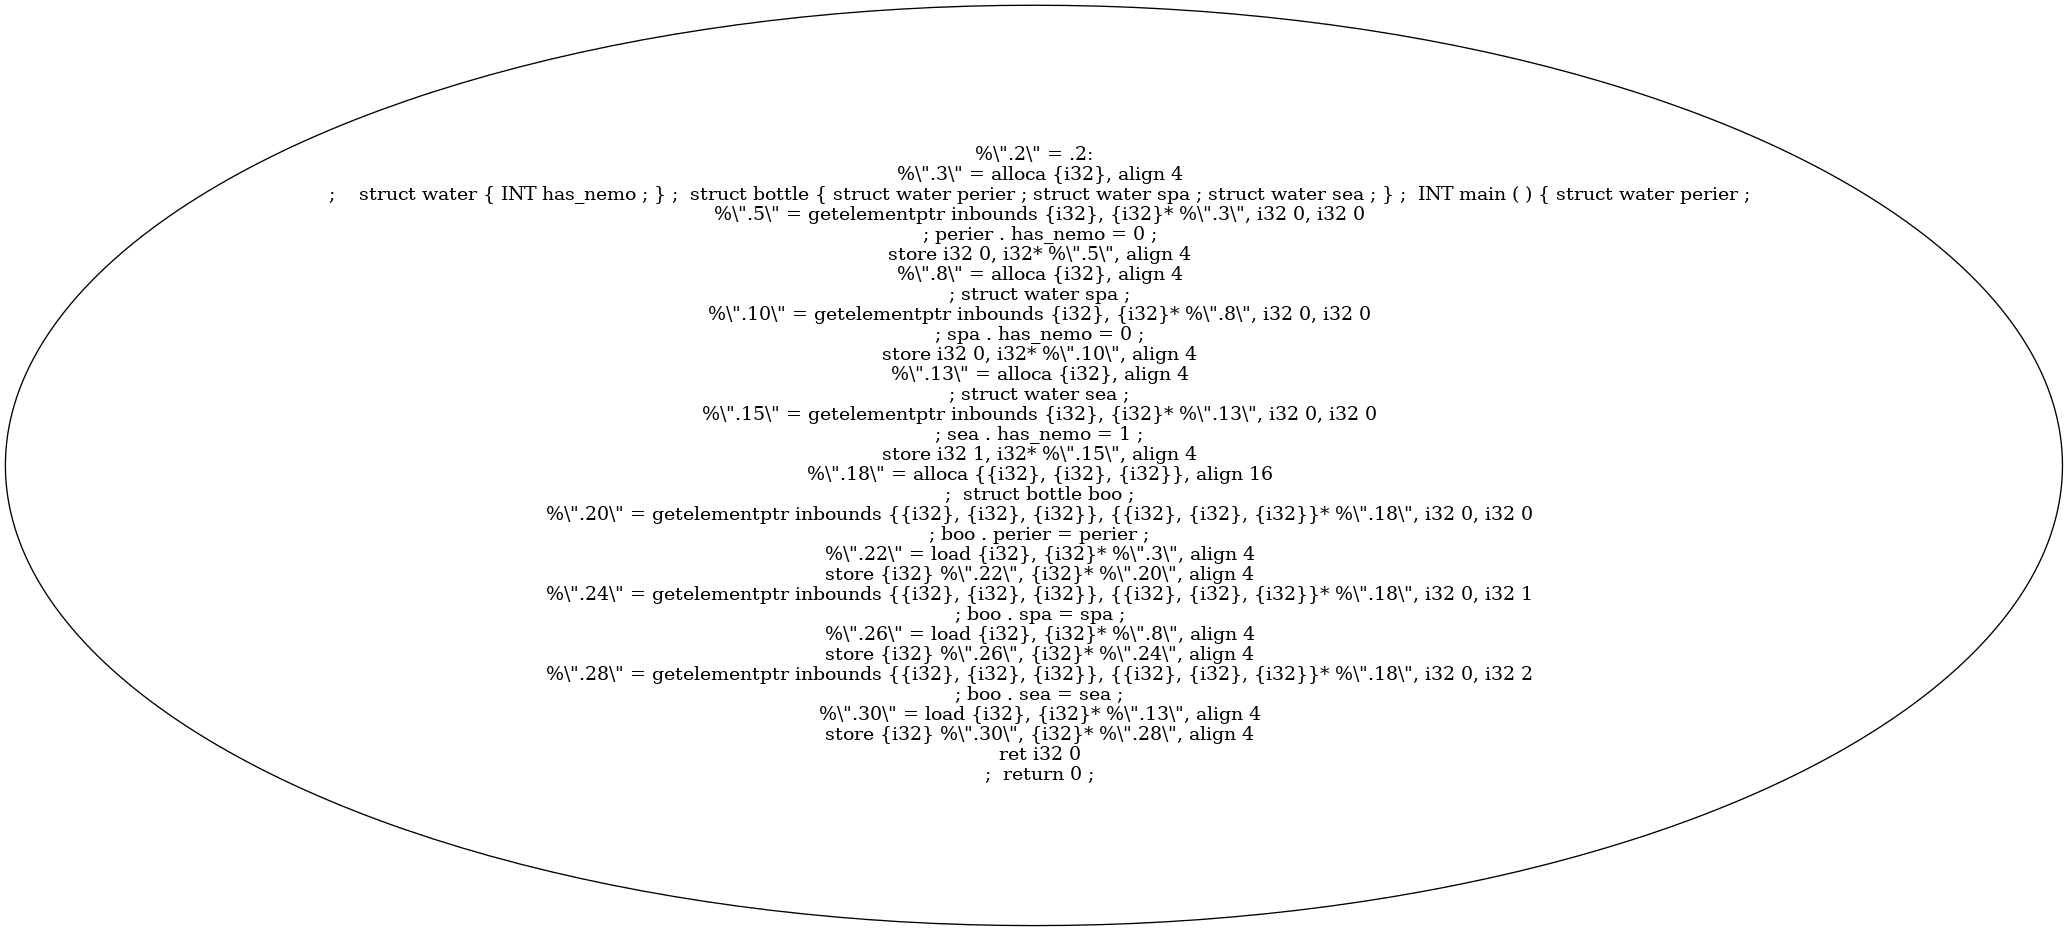 %\".2\" = .2:
%\".3\" = alloca {i32}, align 4
;    struct water { INT has_nemo ; } ;  struct bottle { struct water perier ; struct water spa ; struct water sea ; } ;  INT main ( ) { struct water perier ;
%\".5\" = getelementptr inbounds {i32}, {i32}* %\".3\", i32 0, i32 0
; perier . has_nemo = 0 ;
store i32 0, i32* %\".5\", align 4
%\".8\" = alloca {i32}, align 4
; struct water spa ;
%\".10\" = getelementptr inbounds {i32}, {i32}* %\".8\", i32 0, i32 0
; spa . has_nemo = 0 ;
store i32 0, i32* %\".10\", align 4
%\".13\" = alloca {i32}, align 4
; struct water sea ;
%\".15\" = getelementptr inbounds {i32}, {i32}* %\".13\", i32 0, i32 0
; sea . has_nemo = 1 ;
store i32 1, i32* %\".15\", align 4
%\".18\" = alloca {{i32}, {i32}, {i32}}, align 16
;  struct bottle boo ;
%\".20\" = getelementptr inbounds {{i32}, {i32}, {i32}}, {{i32}, {i32}, {i32}}* %\".18\", i32 0, i32 0
; boo . perier = perier ;
%\".22\" = load {i32}, {i32}* %\".3\", align 4
store {i32} %\".22\", {i32}* %\".20\", align 4
%\".24\" = getelementptr inbounds {{i32}, {i32}, {i32}}, {{i32}, {i32}, {i32}}* %\".18\", i32 0, i32 1
; boo . spa = spa ;
%\".26\" = load {i32}, {i32}* %\".8\", align 4
store {i32} %\".26\", {i32}* %\".24\", align 4
%\".28\" = getelementptr inbounds {{i32}, {i32}, {i32}}, {{i32}, {i32}, {i32}}* %\".18\", i32 0, i32 2
; boo . sea = sea ;
%\".30\" = load {i32}, {i32}* %\".13\", align 4
store {i32} %\".30\", {i32}* %\".28\", align 4
ret i32 0
;  return 0 ;